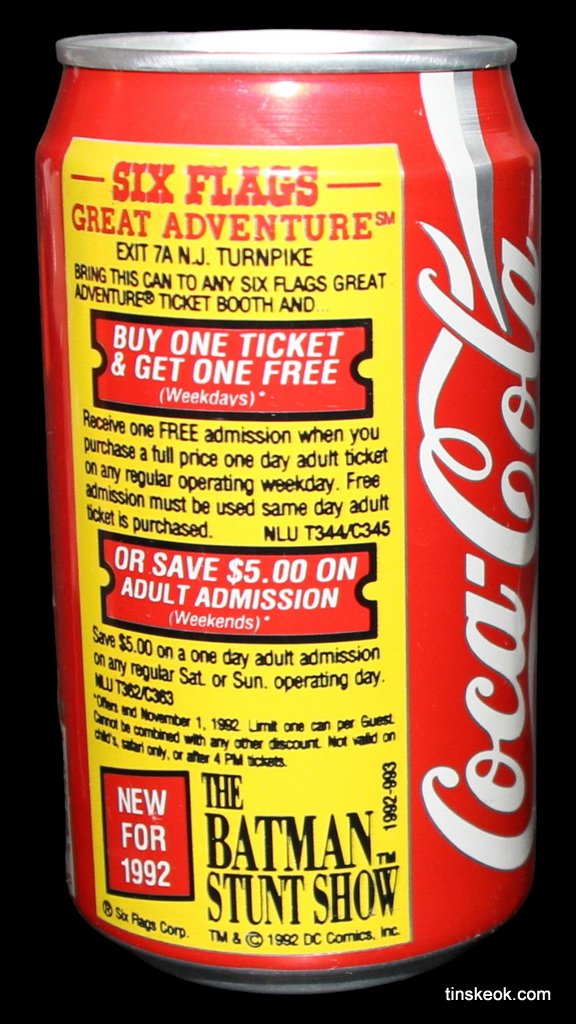 SIX FLAGS
GREAT ADVENTURE℠
EXIT 7A N.J. TURNPIKE
BRING THIS CAN TO ANY SIX FLAGS GREAT
ADVENTURE® TICKET BOOTH AND...
BUY ONE TICKET
& GET ONE FREE
(Weekdays)*
Receive one FREE admission when you
purchase a full price one day adult ticket
on any regular operating weekday. Free
admission must be used same day adult
ticket is purchased. NLU T344/C345
OR SAVE $5.00 ON
ADULT ADMISSION
(Weekends)*
Save $5.00 on a one day adult admission
on any regular Sat. or Sun. operating day.
NLU T362/C363
*Offers end November 1, 1992. Limit one can per Guest.
Cannot be combined with any other discount. Not valid on
child's, safari only, or after 4 PM tickets.
NEW
FOR
1992
THE
BATMAN
STUNT SHOW™
1992-993
® Six Flags Corp. TM & © 1992 DC Comics, Inc.
Coca-Cola
tinskeok.com